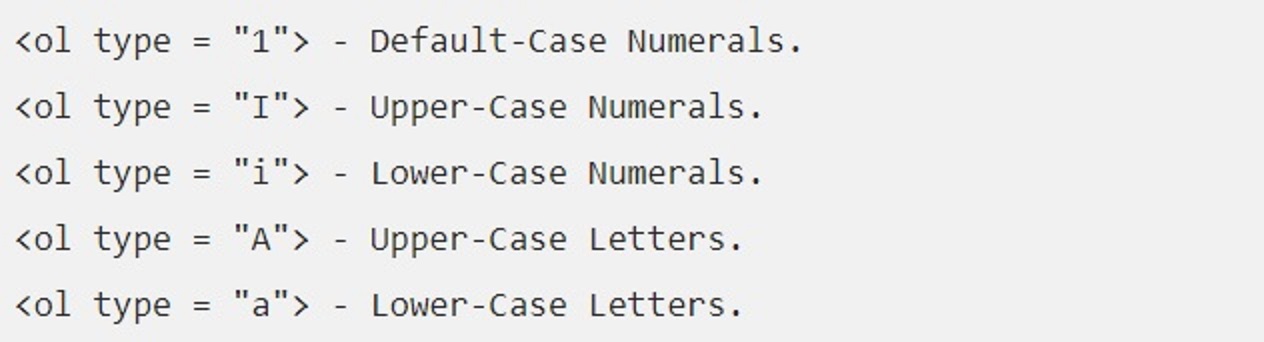 <ol type = "1"> - Default-Case Numerals.
<ol type = "I"> - Upper-Case Numerals.
<ol type = "i"> - Lower-Case Numerals.
<ol type = "A"> - Upper-Case Letters.
<ol type = "a"> - Lower-Case Letters.